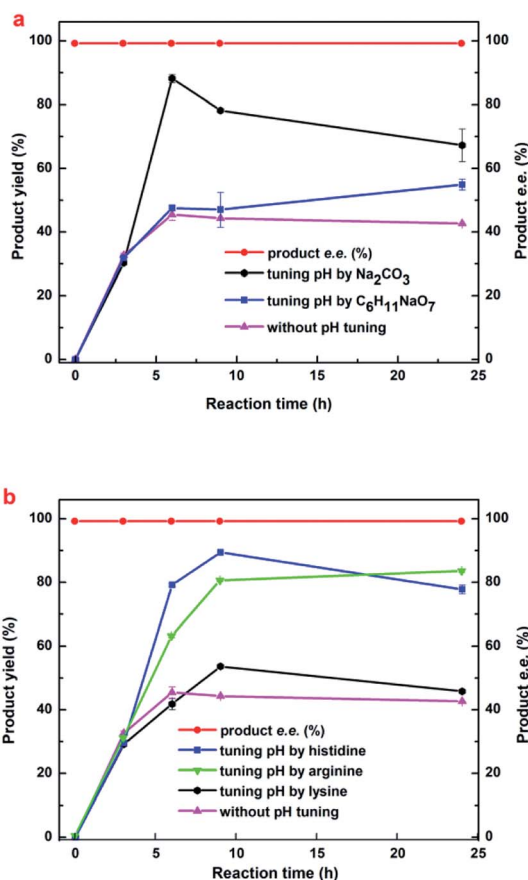 a
100
80
60
40
20
0
Product yield (%)
100
80
60
40
20
0
Product e.e. (%)
product e.e. (%)
tuning pH by Na₂CO₃
tuning pH by C₆H₁₁NaO₇
without pH tuning
0 5 10 15 20 25
Reaction time (h)
b
100
80
60
40
20
0
Product yield (%)
100
80
60
40
20
0
Product e.e. (%)
product e.e. (%)
tuning pH by histidine
tuning pH by arginine
tuning pH by lysine
without pH tuning
0 5 10 15 20 25
Reaction time (h)